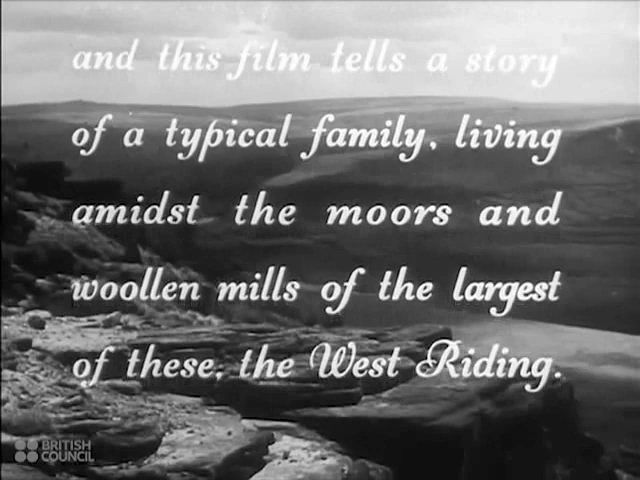 and this film tells a story
of a typical family, living
amidst the moors and
woollen mills of the largest
of these, the West Riding.
BRITISH
COUNCIL